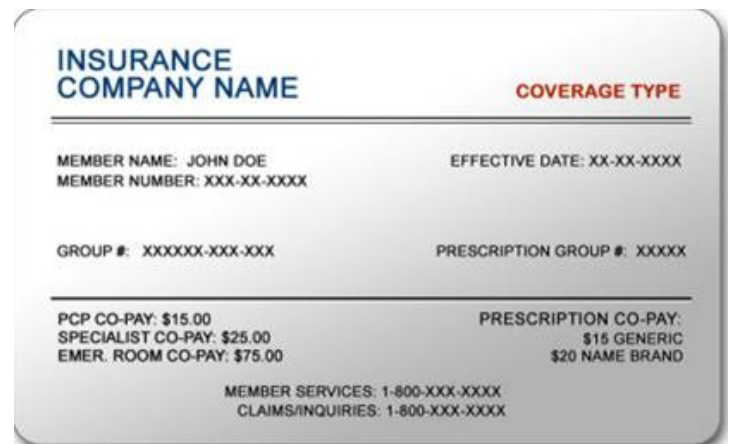 INSURANCE
COMPANY NAME
COVERAGE TYPE
MEMBER NAME: JOHN DOE
EFFECTIVE DATE: XX-XX-XXXX
MEMBER NUMBER: XXX-XX-XXXX
GROUP #: XXXXXX-XXX-XXX
PRESCRIPTION GROUP #: XXXXX
PCP CO-PAY: $15.00
SPECIALIST CO-PAY: $25.00
EMER. ROOM CO-PAY: $75.00
PRESCRIPTION CO-PAY:
$15 GENERIC
$20 NAME BRAND
MEMBER SERVICES: 1-800-XXX-XXXX
CLAIMS/INQUIRIES: 1-800-XXX-XXXX